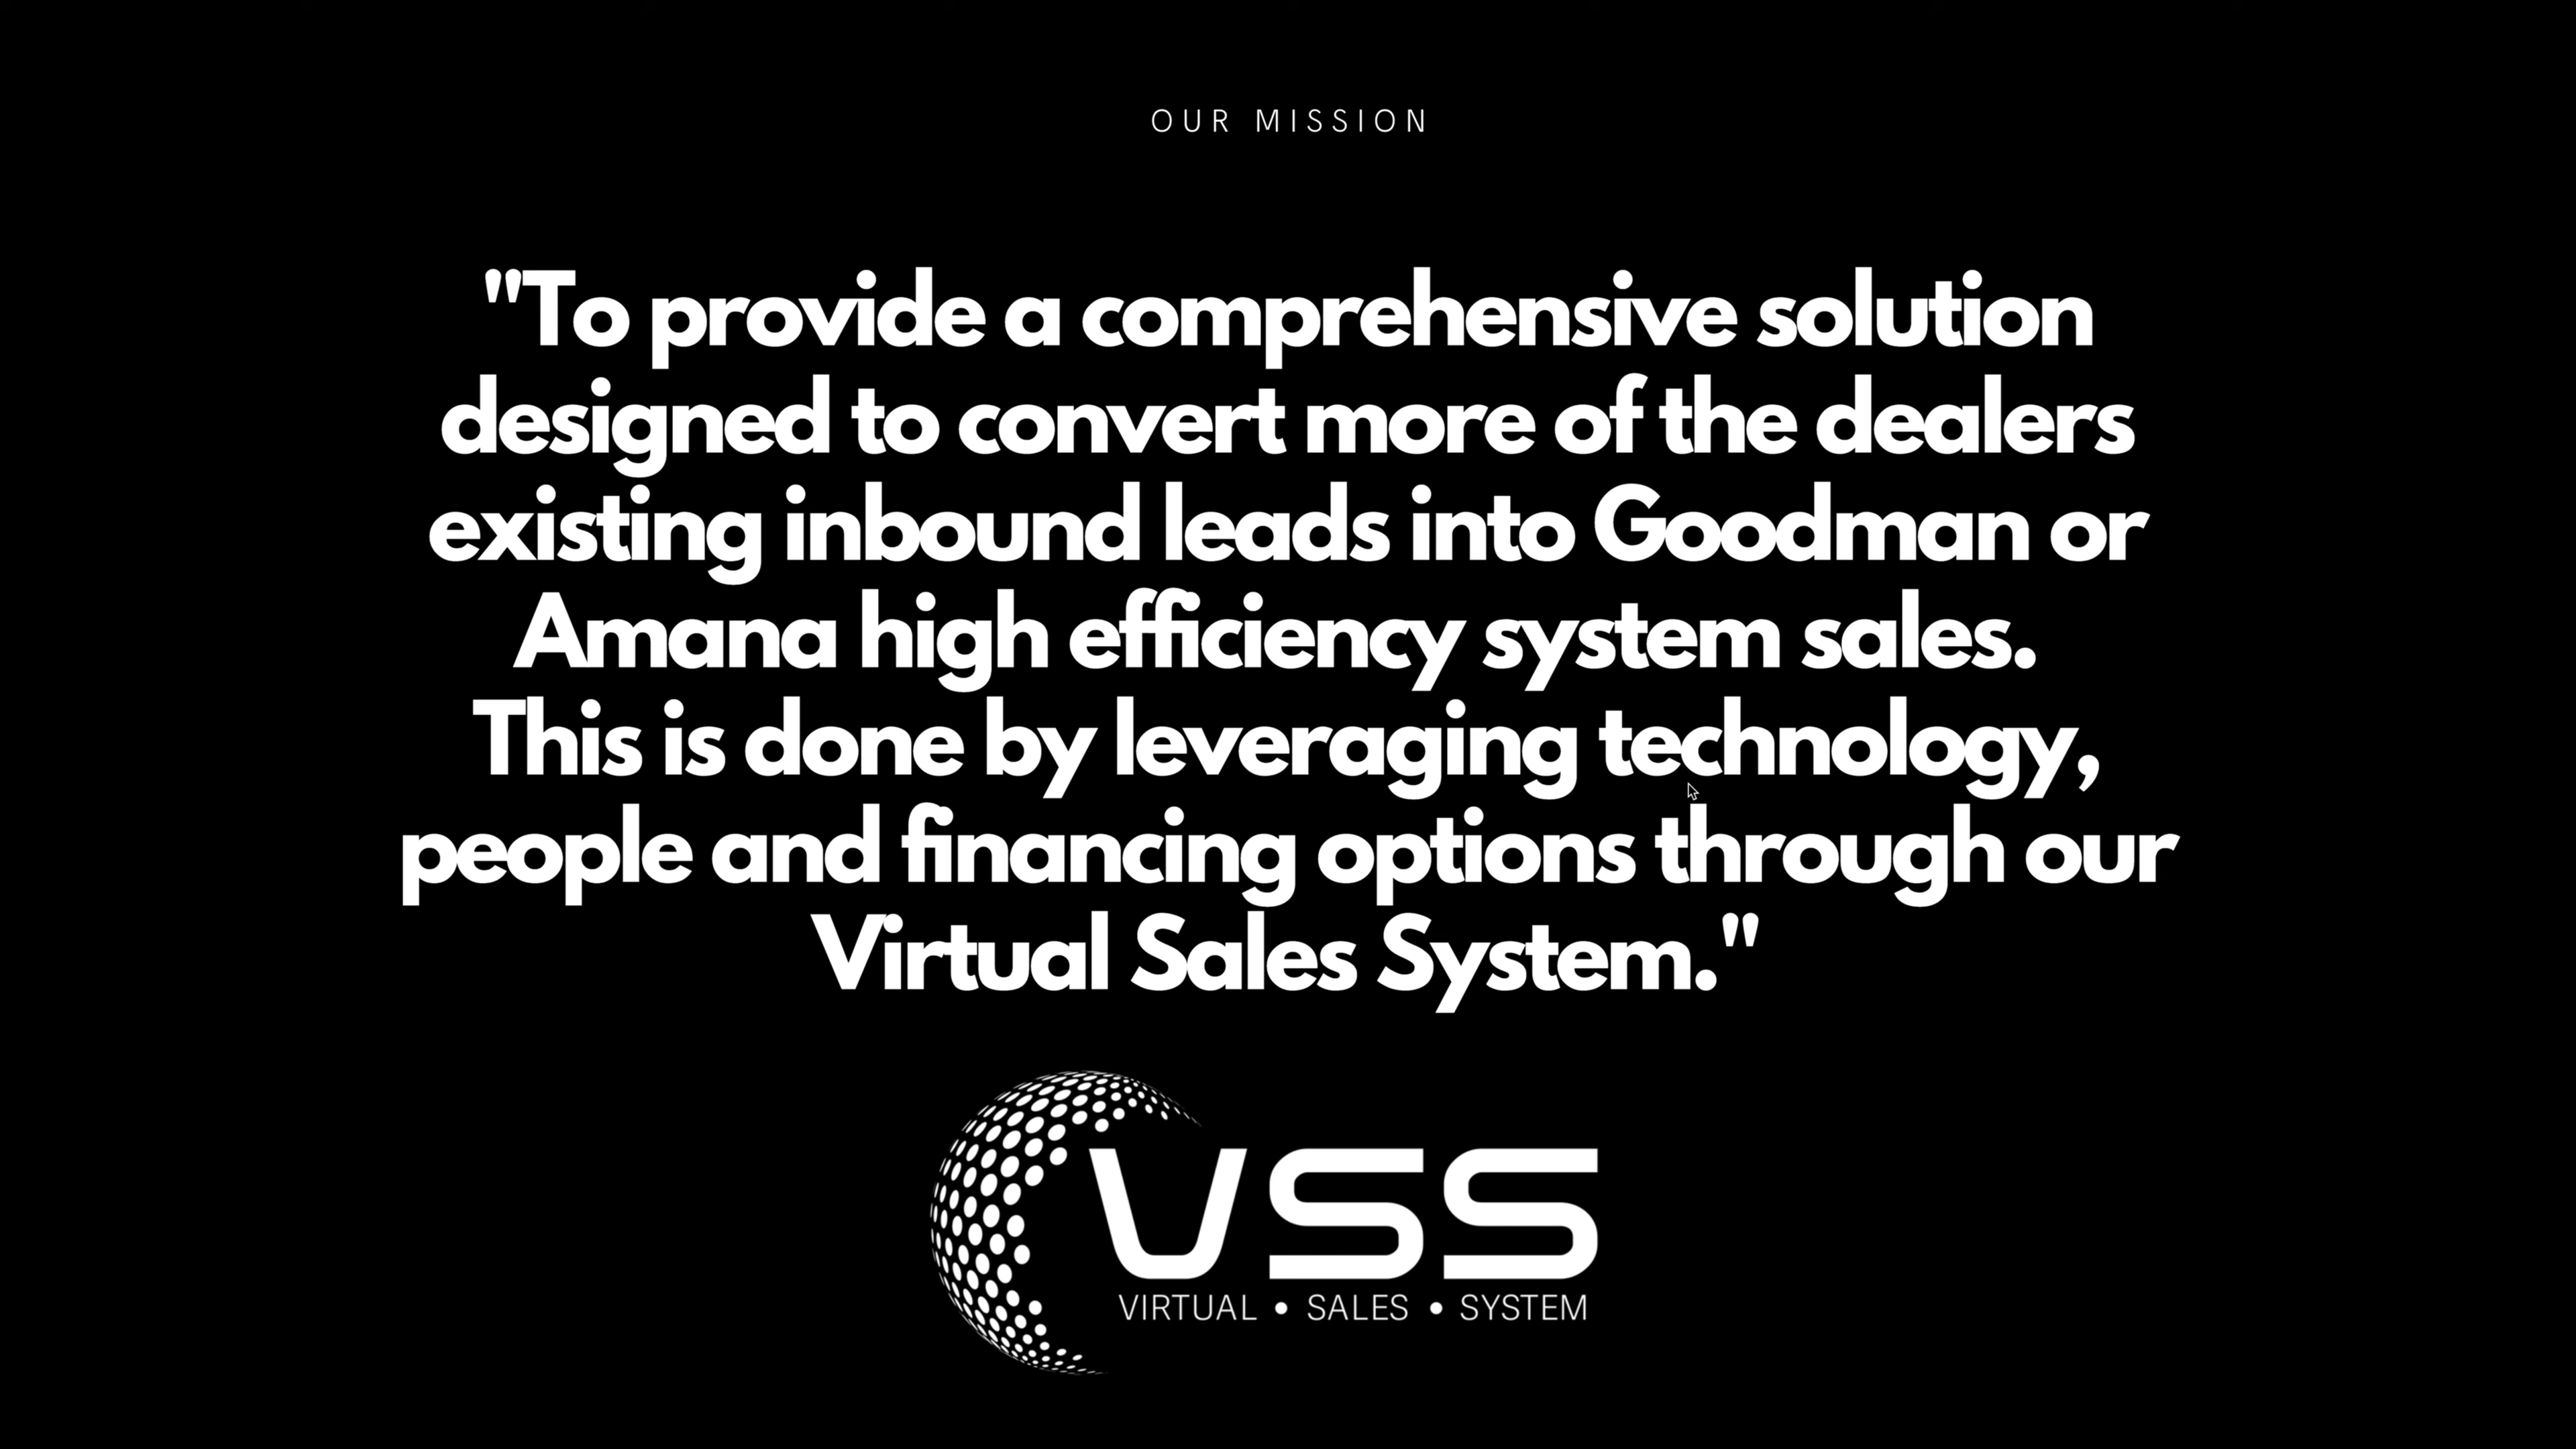 OUR MISSION
"To provide a comprehensive solution
designed to convert more of the dealers
existing inbound leads into Goodman or
Amana high efficiency system sales.
This is done by leveraging technology,
people and financing options through our
Virtual Sales System."
VSS
VIRTUAL • SALES • SYSTEM